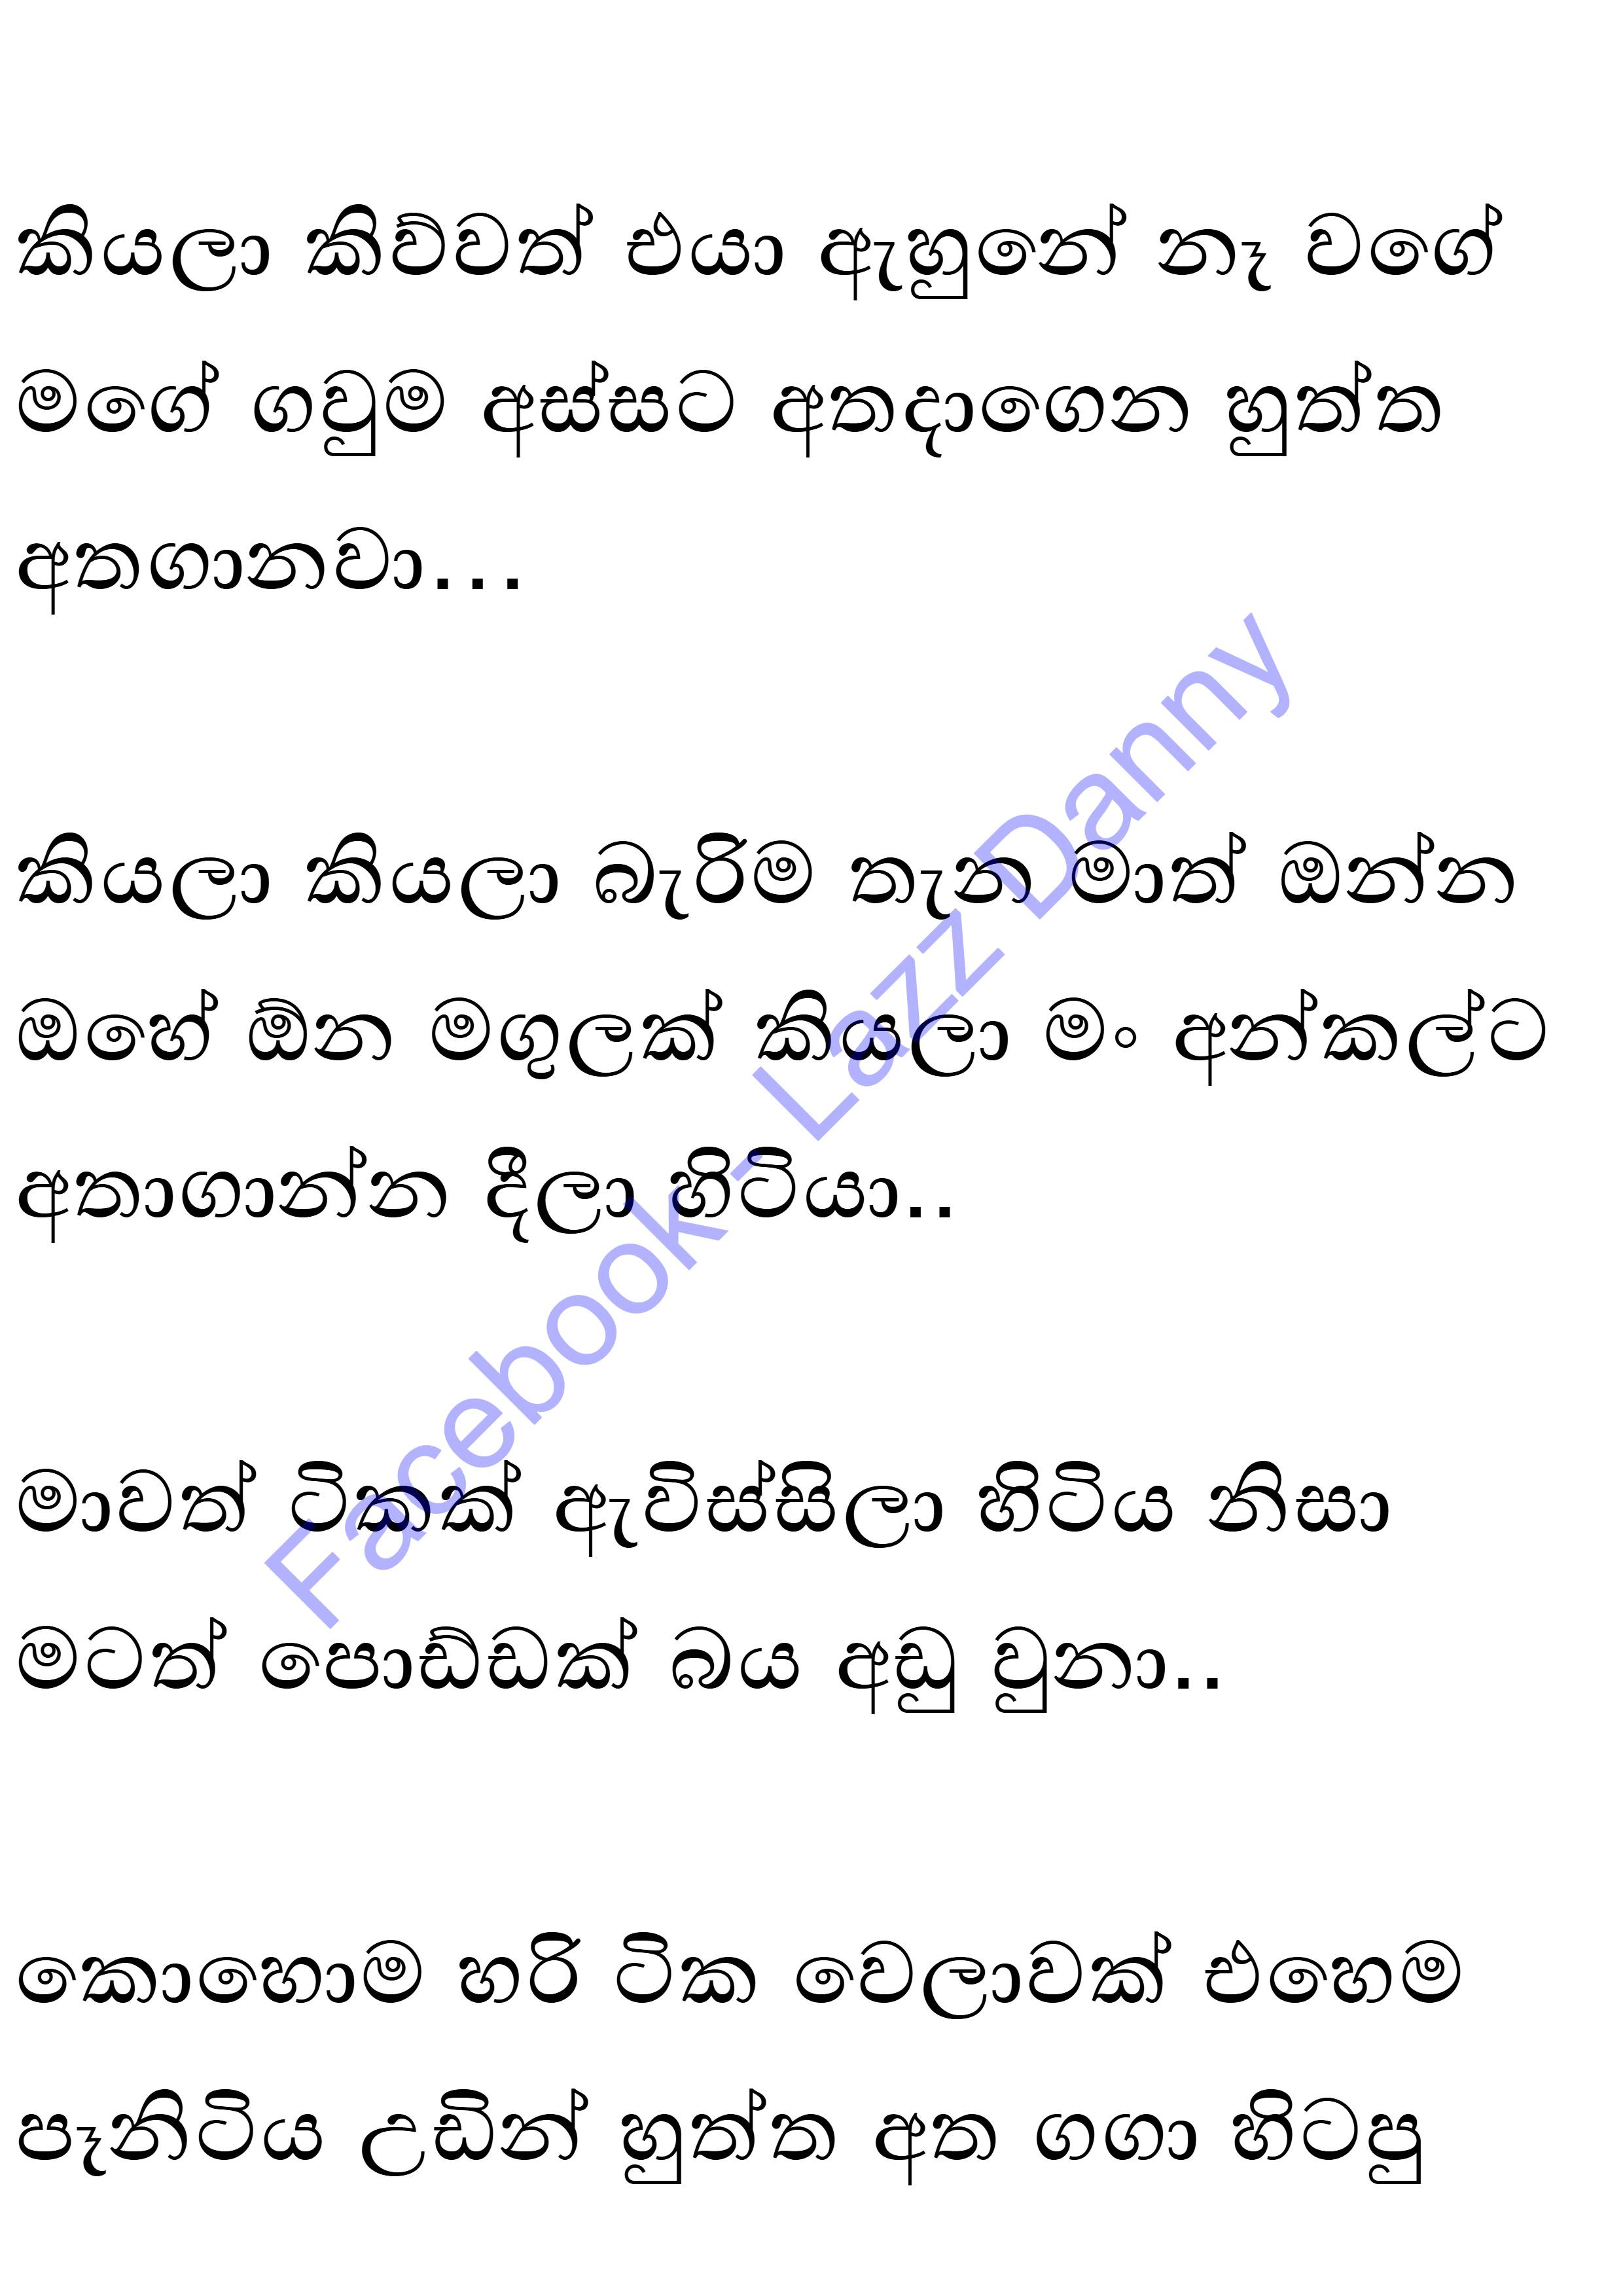 කියලා කිව්වත් එයා ඇහුනේ නෑ වගේ
මගේ ගවුම අස්සට අතදාගෙන හුත්ත
අතගානවා...
කියලා කියලා බැරිම තැන මාත් ඔන්න
ඔහේ ඕන මගුලක් කියලා මං අන්කල්ට
අතාගාන්න දීලා හිටියා..
මාවත් ටිකක් ඇවිස්සිලා හිටිය නිසා
මටත් පොඩ්ඩක් බය අඩු වුනා..
කොහොම හරි ටික වෙලාවක් එහෙම
පෑනිටිය උඩින් හුත්ත අත ගගා හිටපු
Facebook - Lazz Danny